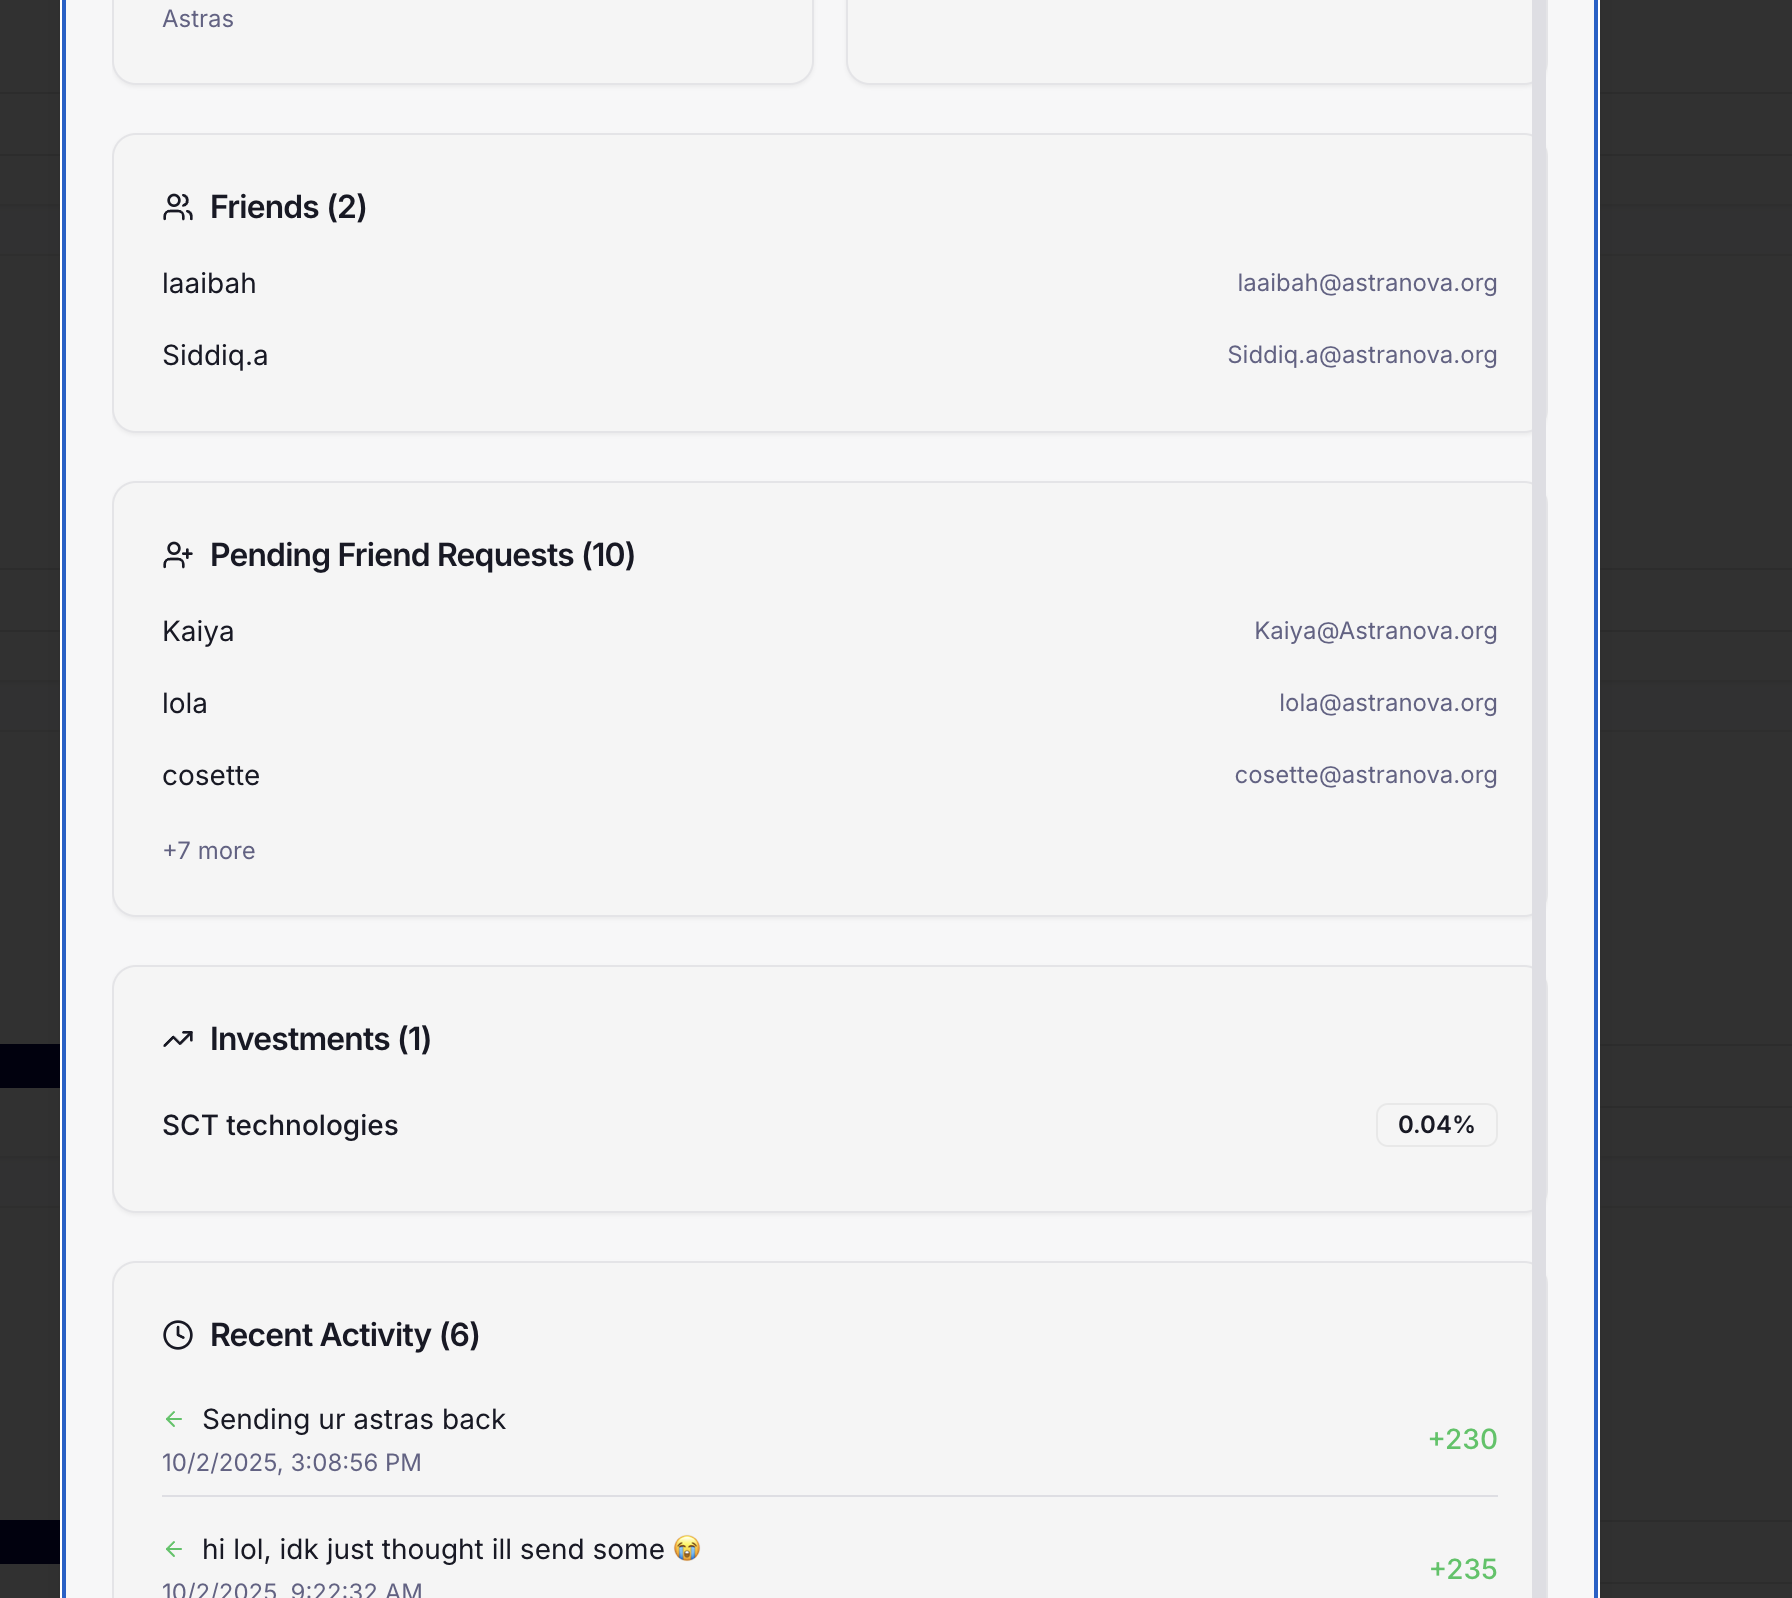 Astras
Friends (2)
laaibah laaibah@astranova.org
Siddiq.a Siddiq.a@astranova.org
Pending Friend Requests (10)
Kaiya Kaiya@Astranova.org
lola lola@astranova.org
cosette cosette@astranova.org
+7 more
Investments (1)
SCT technologies 0.04%
Recent Activity (6)
← Sending ur astras back
+230
10/2/2025, 3:08:56 PM
← hi lol, idk just thought ill send some 😭
+235
10/2/2025, 9:22:32 AM